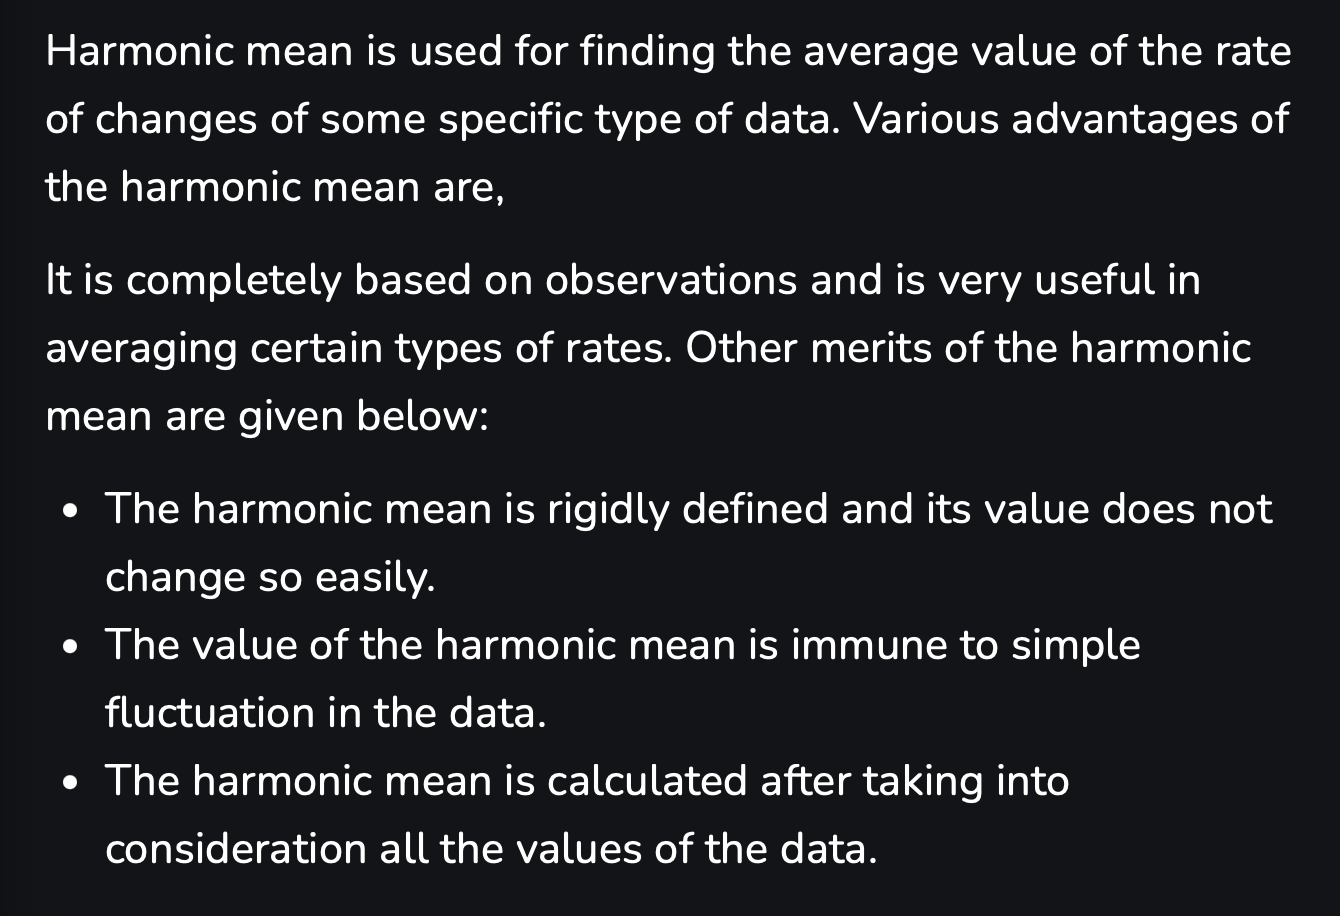 Harmonic mean is used for finding the average value of the rate
of changes of some specific type of data. Various advantages of
the harmonic mean are,
It is completely based on observations and is very useful in
averaging certain types of rates. Other merits of the harmonic
mean are given below:
• The harmonic mean is rigidly defined and its value does not
change so easily.
• The value of the harmonic mean is immune to simple
fluctuation in the data.
• The harmonic mean is calculated after taking into
consideration all the values of the data.